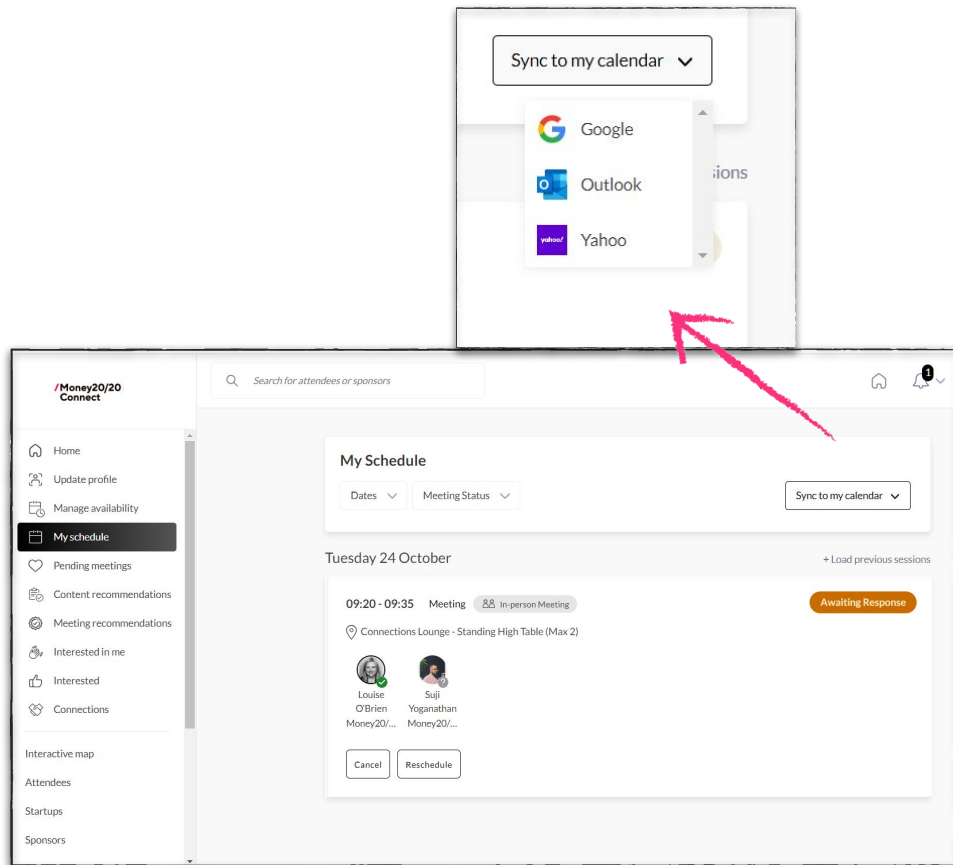 Sync to my calendar
Google
sions
Outlook
yahoo!
Yahoo
/Money20/20
Connect
Search for attendees or sponsors
1
Home
Update profile
Manage availability
My schedule
Pending meetings
Content recommendations
Meeting recommendations
Interested in me
Interested
Connections
Interactive map
Attendees
Startups
Sponsors
My Schedule
Dates
Meeting Status
Sync to my calendar
Tuesday 24 October
+ Load previous sessions
09:20 - 09:35 Meeting In-person Meeting
Awaiting Response
Connections Lounge - Standing High Table (Max 2)
Louise Suji
O'Brien Yoganathan
Money20/... Money20/...
Cancel Reschedule